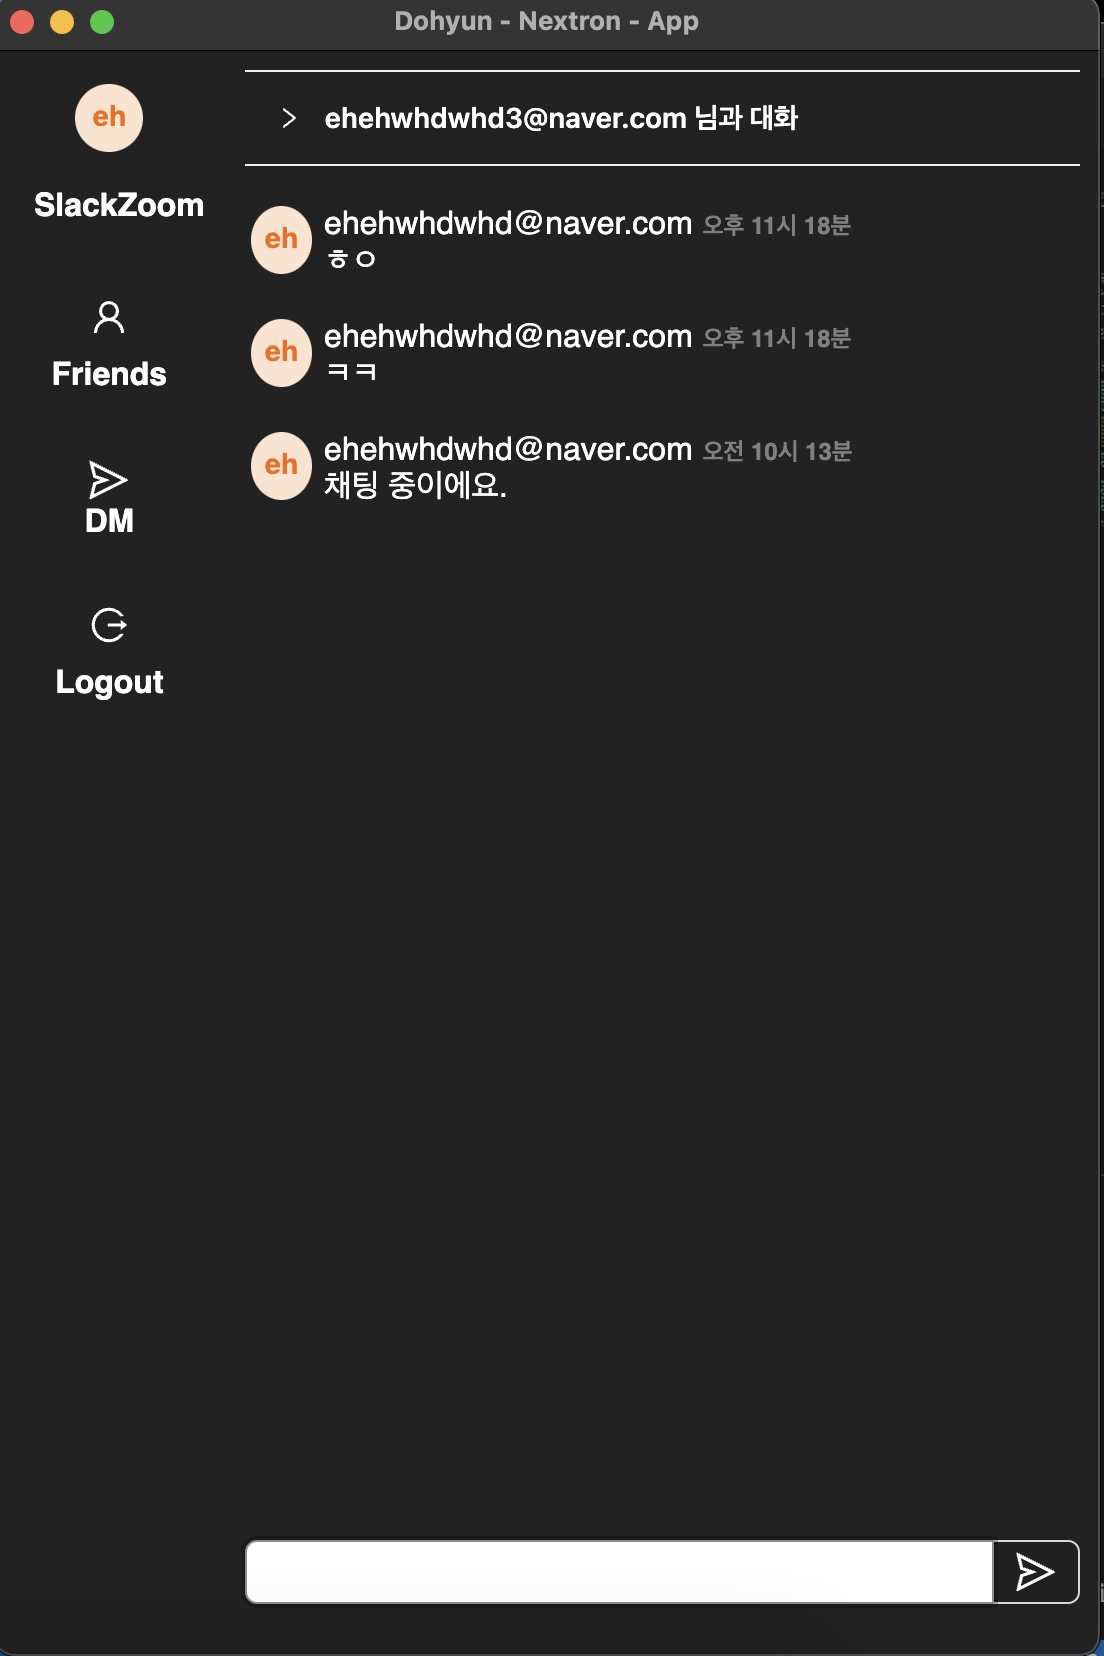 Dohyun - Nextron - App
eh
SlackZoom
Friends
DM
Logout
ehehwhdwhd3@naver.com 님과 대화
eh
ehehwhdwhd@naver.com 오후 11시 18분
ㅎㅇ
eh
ehehwhdwhd@naver.com 오후 11시 18분
ㅋㅋ
eh
ehehwhdwhd@naver.com 오전 10시 13분
채팅 중이에요.